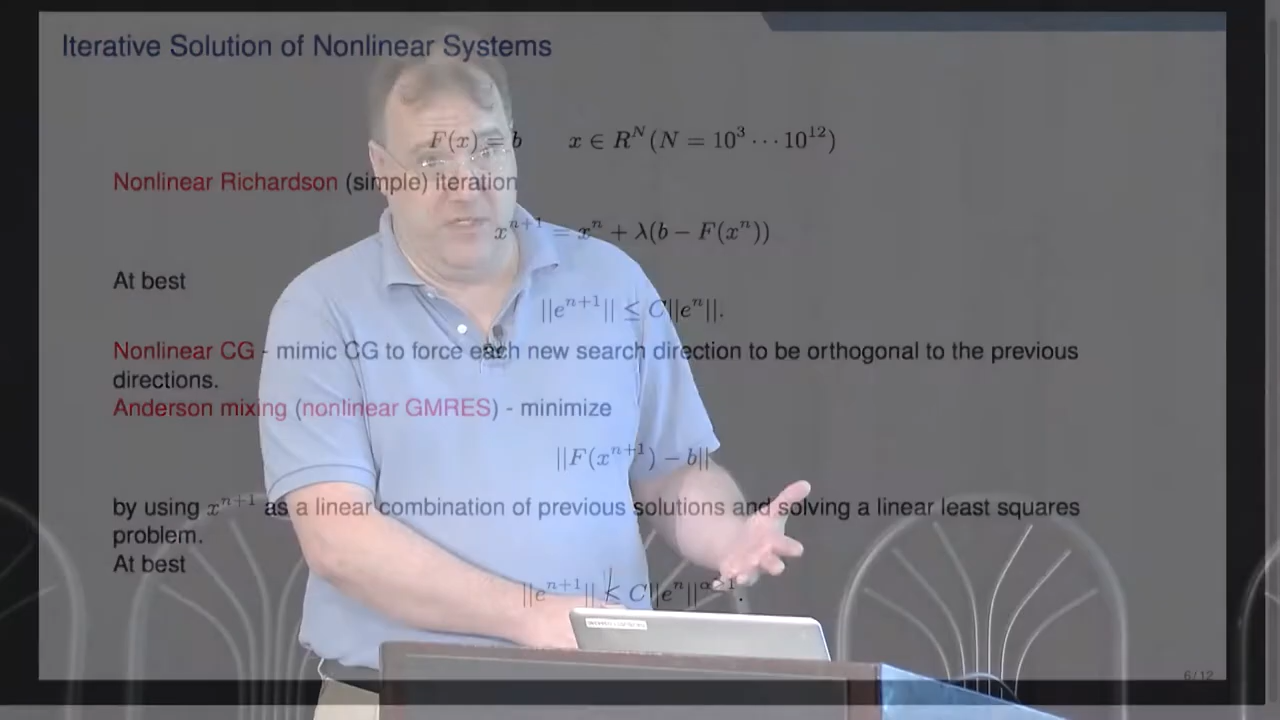 Iterative Solution of Nonlinear Systems
F(x) = b x ∈ R^N (N = 10^3 ⋯ 10^12)
Nonlinear Richardson (simple) iteration
x^{n+1} = x^n + λ(b − F(x^n))
At best
||e^{n+1}|| ≤ C||e^n||.
Nonlinear CG - mimic CG to force each new search direction to be orthogonal to the previous
directions.
Anderson mixing (nonlinear GMRES) - minimize
||F(x^{n+1}) − b||
by using x^{n+1} as a linear combination of previous solutions and solving a linear least squares
problem.
At best
6/12